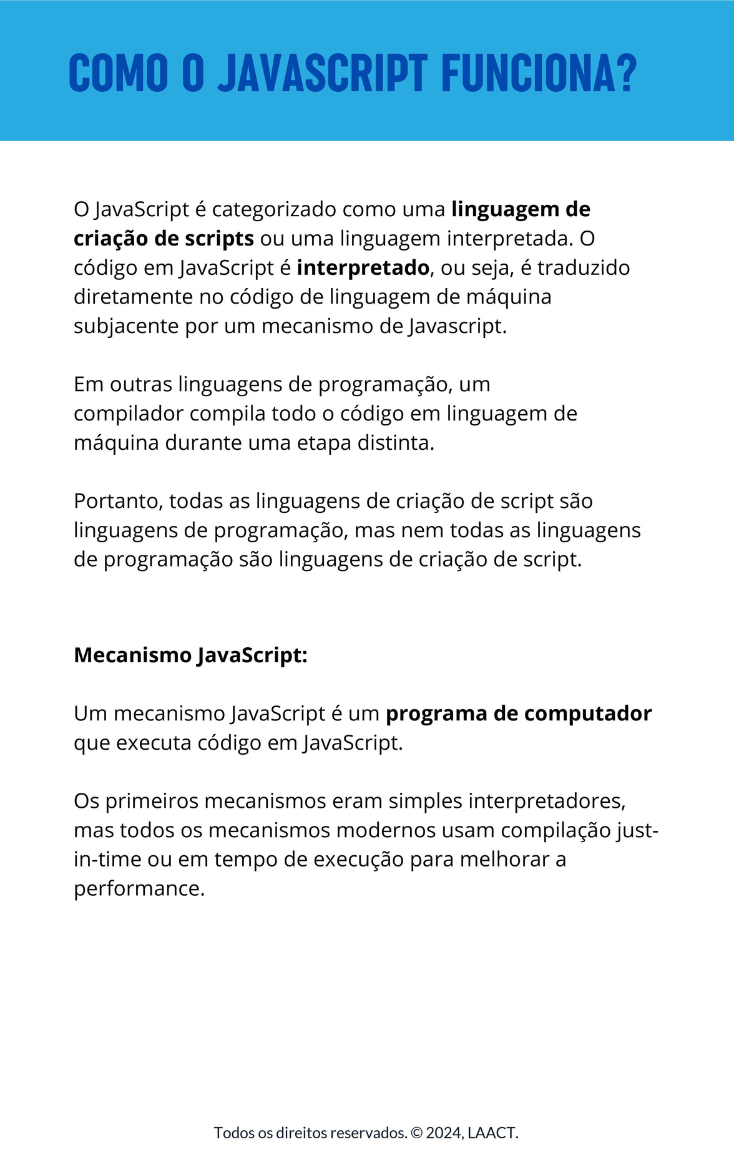 COMO O JAVASCRIPT FUNCIONA?
O JavaScript é categorizado como uma linguagem de
criação de scripts ou uma linguagem interpretada. O
código em JavaScript é interpretado, ou seja, é traduzido
diretamente no código de linguagem de máquina
subjacente por um mecanismo de Javascript.
Em outras linguagens de programação, um
compilador compila todo o código em linguagem de
máquina durante uma etapa distinta.
Portanto, todas as linguagens de criação de script são
linguagens de programação, mas nem todas as linguagens
de programação são linguagens de criação de script.
Mecanismo JavaScript:
Um mecanismo JavaScript é um programa de computador
que executa código em JavaScript.
Os primeiros mecanismos eram simples interpretadores,
mas todos os mecanismos modernos usam compilação just-
in-time ou em tempo de execução para melhorar a
performance.
Todos os direitos reservados. © 2024, LAACT.